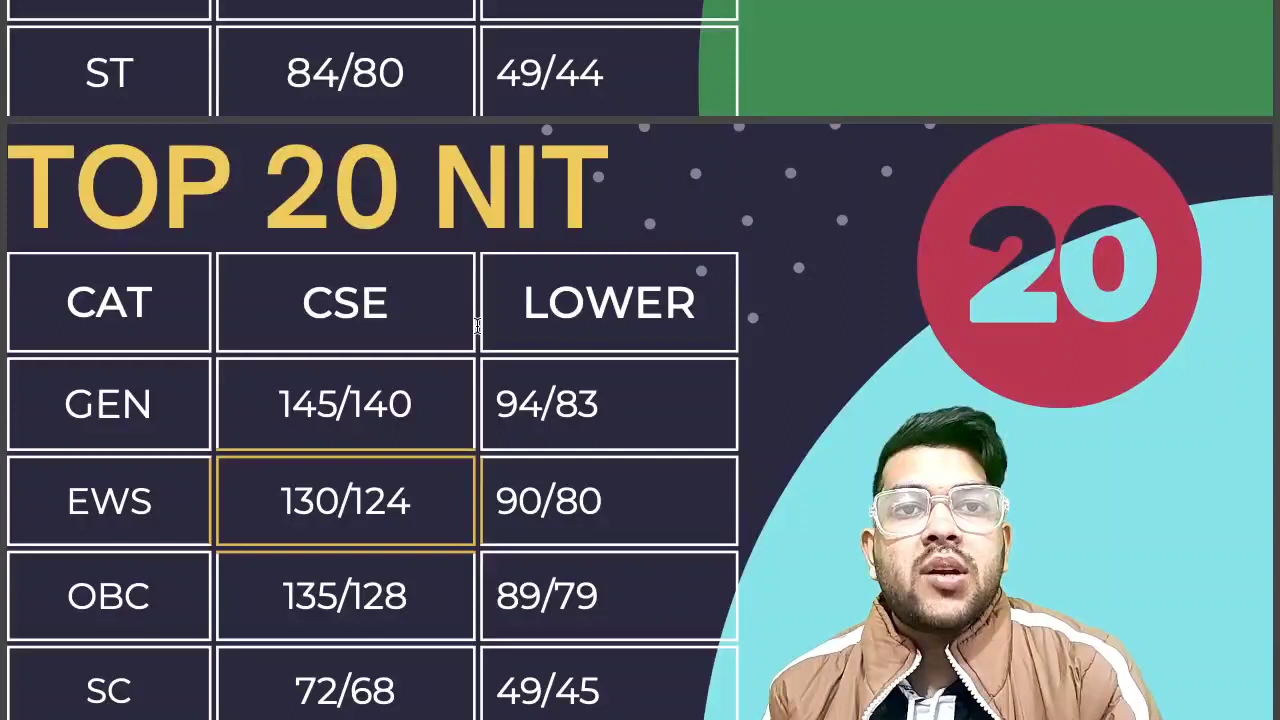 ST 84/80 49/44
TOP 20 NIT
20
CAT CSE LOWER
GEN 145/140 94/83
EWS 130/124 90/80
OBC 135/128 89/79
SC 72/68 49/45